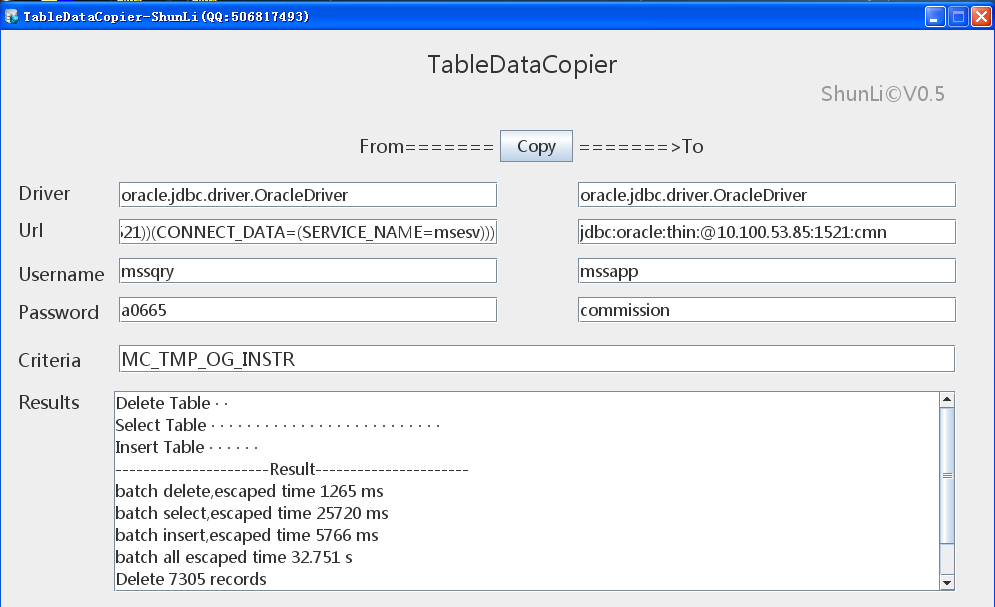 TableDataCopier-ShunLi(QQ:506817493)
TableDataCopier
ShunLi©V0.5
From======= Copy =======>To
Driver oracle.jdbc.driver.OracleDriver oracle.jdbc.driver.OracleDriver
Url 21))(CONNECT_DATA=(SERVICE_NAME=msesv))) jdbc:oracle:thin:@10.100.53.85:1521:cmn
Username mssqry mssapp
Password a0665 commission
Criteria MC_TMP_OG_INSTR
Results
Delete Table · ·
Select Table · · · · · · · · · · · · · · · · · · · · · · · · · ·
Insert Table · · · · · ·
----------------------Result----------------------
batch delete,escaped time 1265 ms
batch select,escaped time 25720 ms
batch insert,escaped time 5766 ms
batch all escaped time 32.751 s
Delete 7305 records